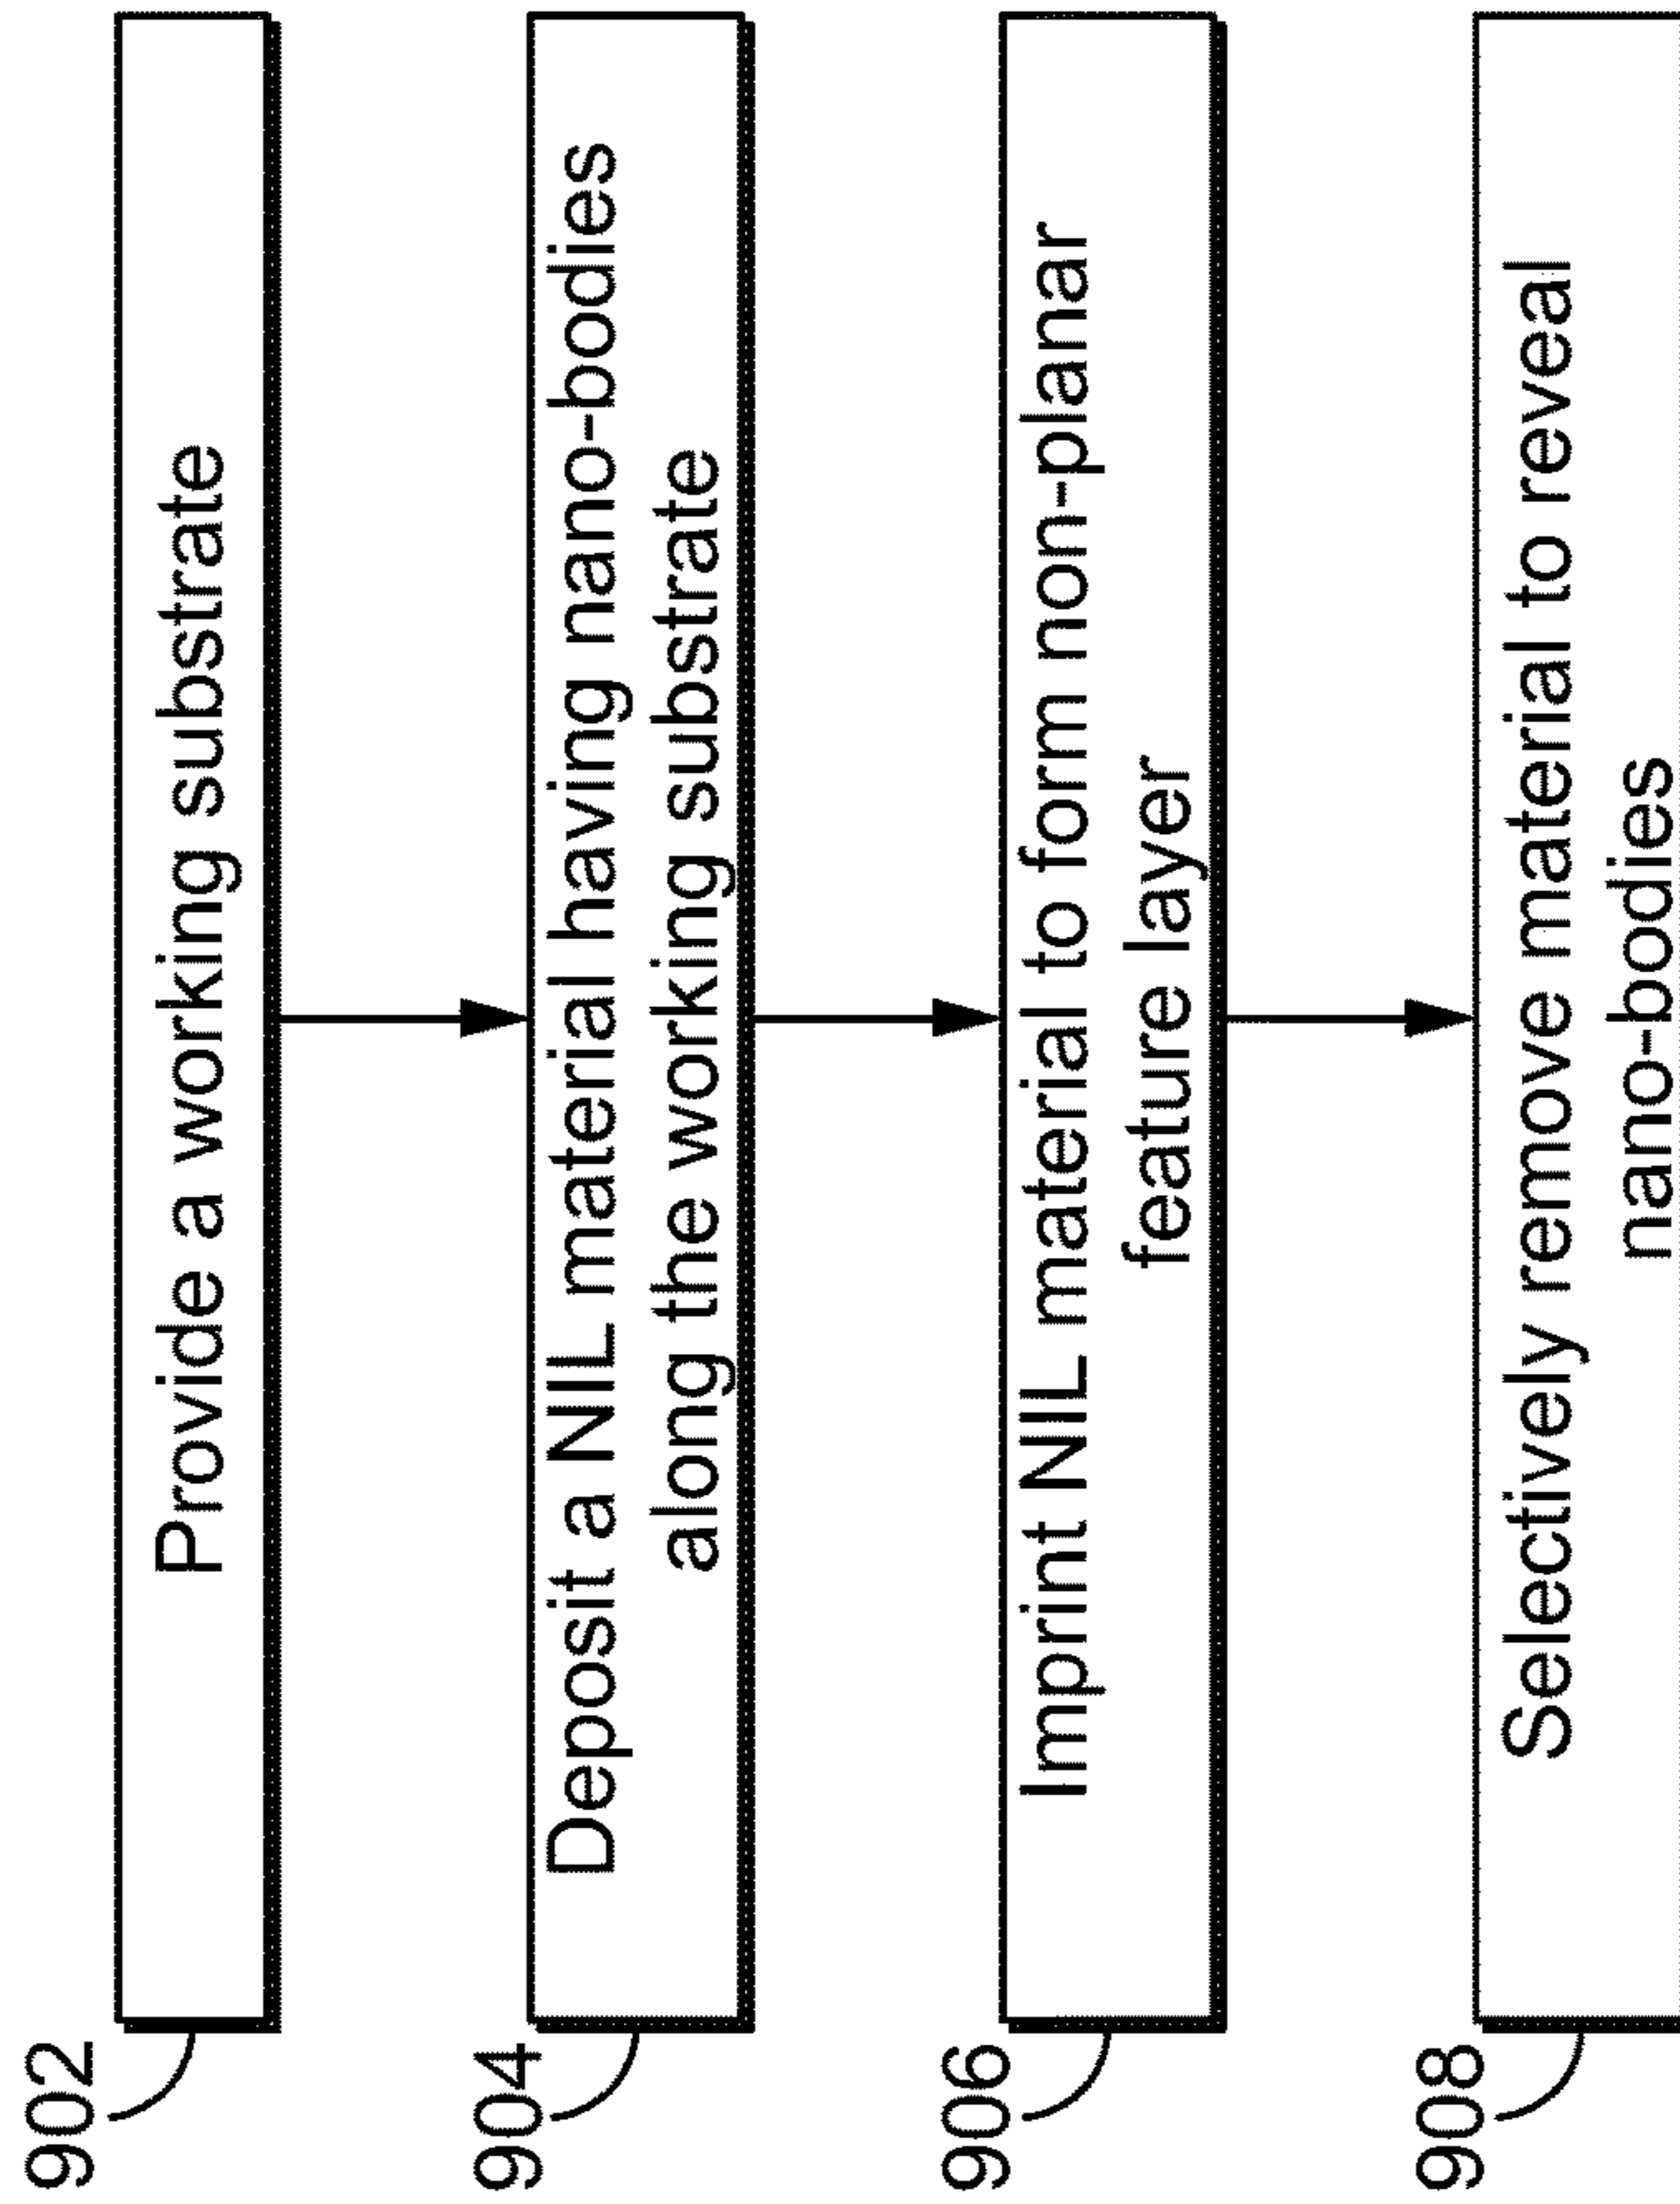 902
Provide a working substrate
904
Deposit a NIL material having nano-bodies
along the working substrate
906
Imprint NIL material to form non-planar
feature layer
908
Selectively remove material to reveal
nano-bodies